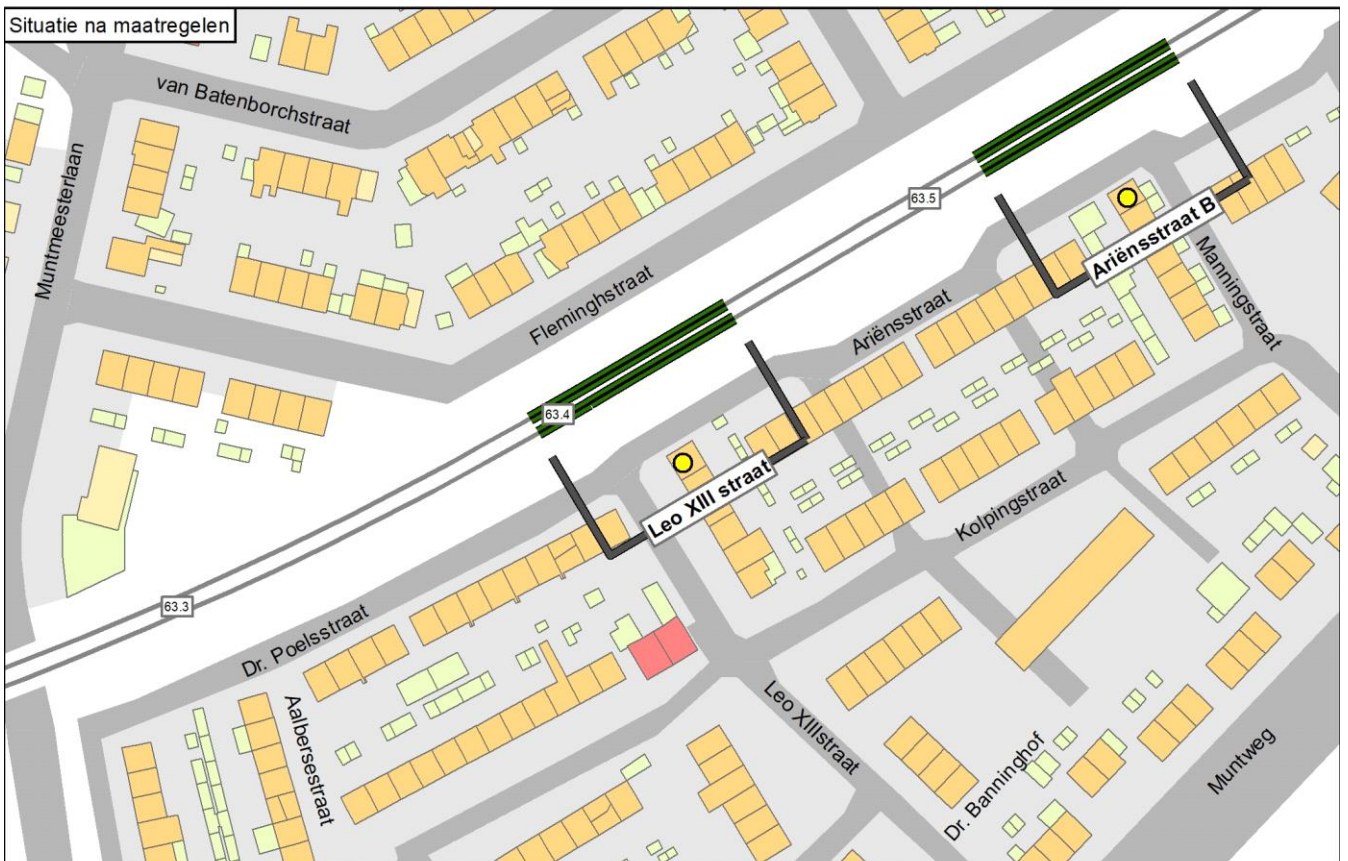 Situatie na maatregelen
van Batenborchstraat
Muntmeesterlaan
63.5
Ariënsstraat B
Manningstraat
Fleminghstraat
Ariënsstraat
63.4
Leo XIII straat
Kolpingstraat
63.3
Dr. Poelsstraat
Aalbersestraat
Leo XIIIstraat
Dr. Banninghof
Muntweg